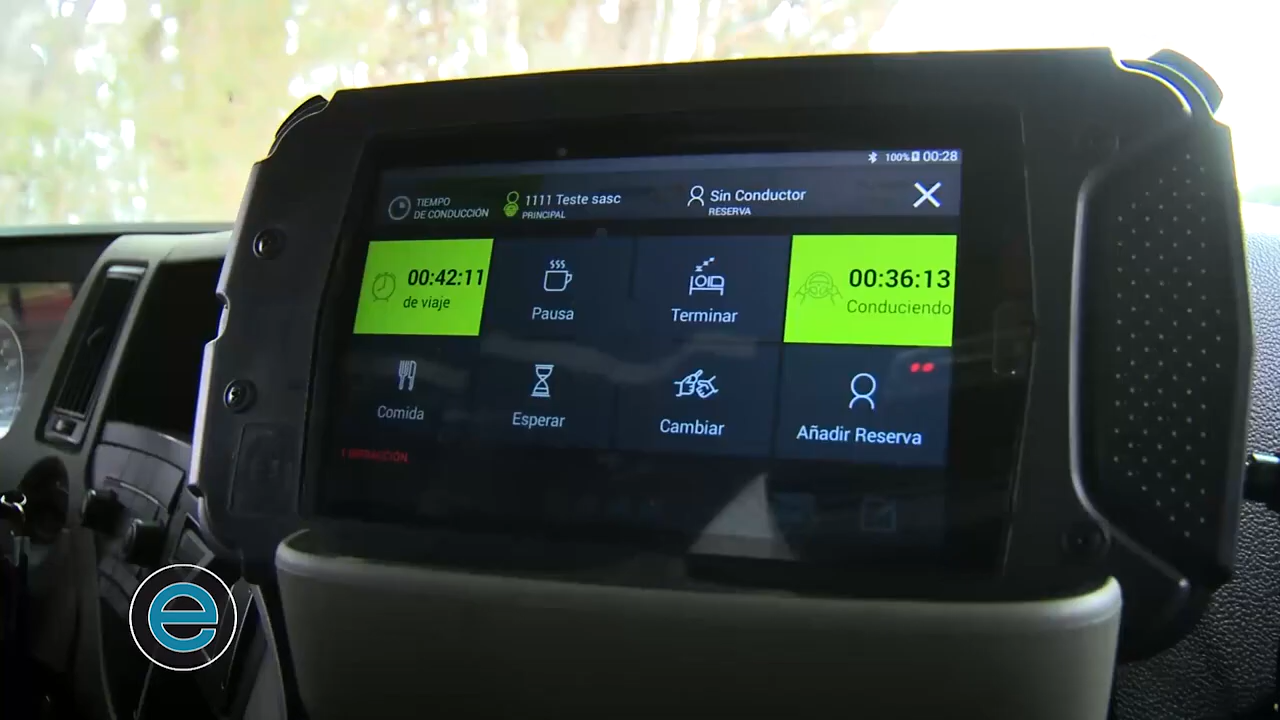 100% 00:28
TIEMPO
DE CONDUCCIÓN
1111 Teste sasc
PRINCIPAL
Sin Conductor
RESERVA
00:42:11
de viaje
Pausa
Terminar
00:36:13
Conduciendo
Comida
Esperar
Cambiar
Añadir Reserva
1 INFRACCIÓN
e